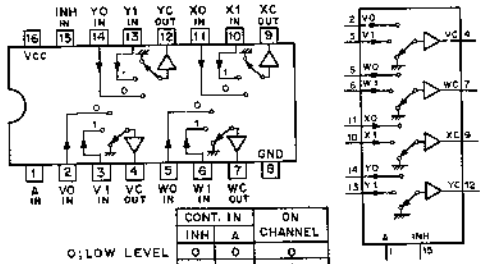 INH Y0 Y1 YC X0 X1 XC
IN IN IN OUT IN IN OUT
16 15 14 13 12 11 10 9
VCC
0 1 0 1
0 1 0 1
GND
1 2 3 4 5 6 7 8
A V0 V1 VC W0 W1 WC
IN IN IN OUT IN IN OUT
2 V0
3 V1 VC 4
5 W0
6 W1 WC 7
11 X0
10 X1 XC 9
14 Y0
13 Y1 YC 12
A INH
1 15
CONT. IN ON
INH A CHANNEL
0;LOW LEVEL 0 0 0